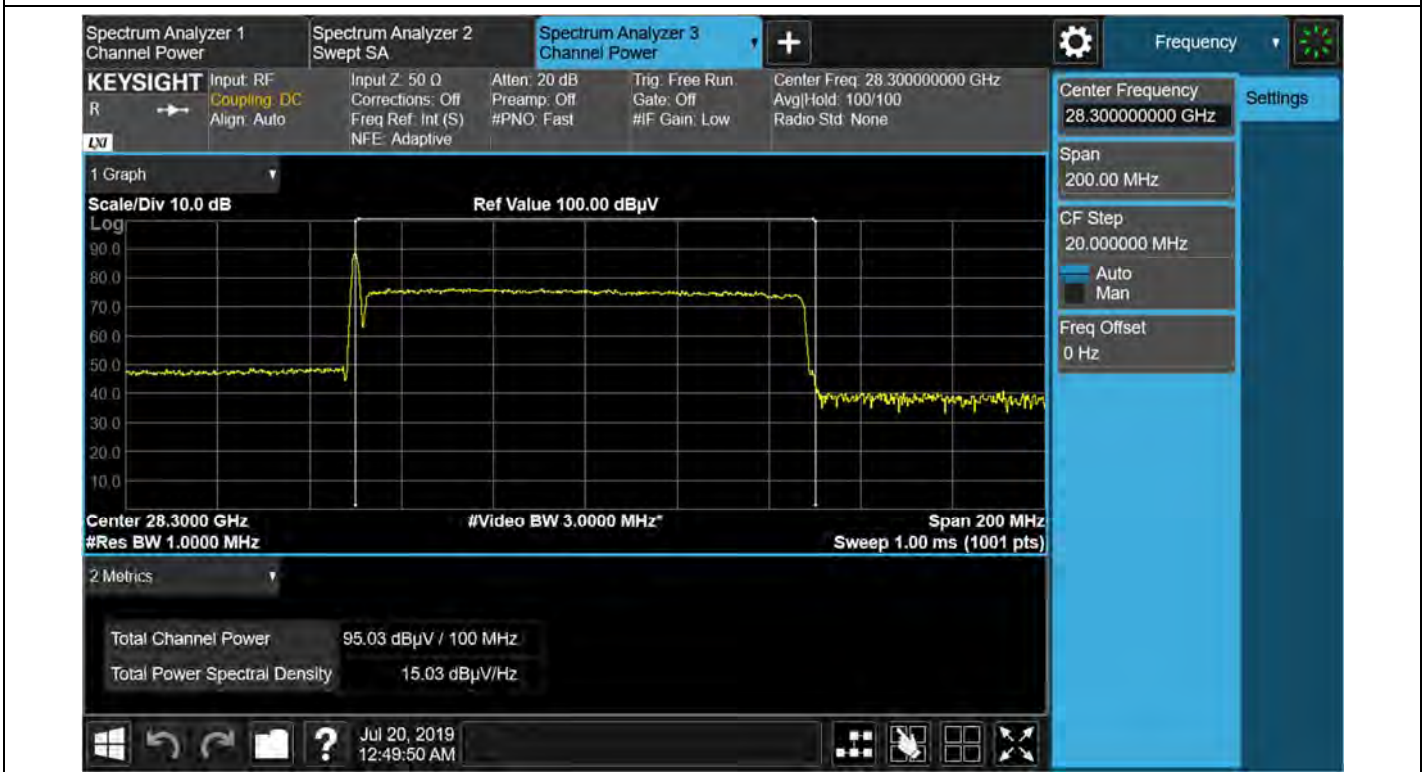 Spectrum Analyzer 1
Channel Power
Spectrum Analyzer 2
Swept SA
Spectrum Analyzer 3
Channel Power
Frequency
KEYSIGHT
R
LXI
Input: RF
Coupling: DC
Align: Auto
Input Z: 50 Ω
Corrections: Off
Freq Ref: Int (S)
NFE: Adaptive
Atten: 20 dB
Preamp: Off
#PNO: Fast
Trig: Free Run
Gate: Off
#IF Gain: Low
Center Freq: 28.300000000 GHz
Avg|Hold: 100/100
Radio Std: None
1 Graph
Scale/Div 10.0 dB
Ref Value 100.00 dBµV
Log
90.0
80.0
70.0
60.0
50.0
40.0
30.0
20.0
10.0
Center 28.3000 GHz
#Video BW 3.0000 MHz*
Span 200 MHz
#Res BW 1.0000 MHz
Sweep 1.00 ms (1001 pts)
2 Metrics
Total Channel Power
95.03 dBµV / 100 MHz
Total Power Spectral Density
15.03 dBµV/Hz
?
Jul 20, 2019
12:49:50 AM
Center Frequency
28.300000000 GHz
Settings
Span
200.00 MHz
CF Step
20.000000 MHz
Auto
Man
Freq Offset
0 Hz